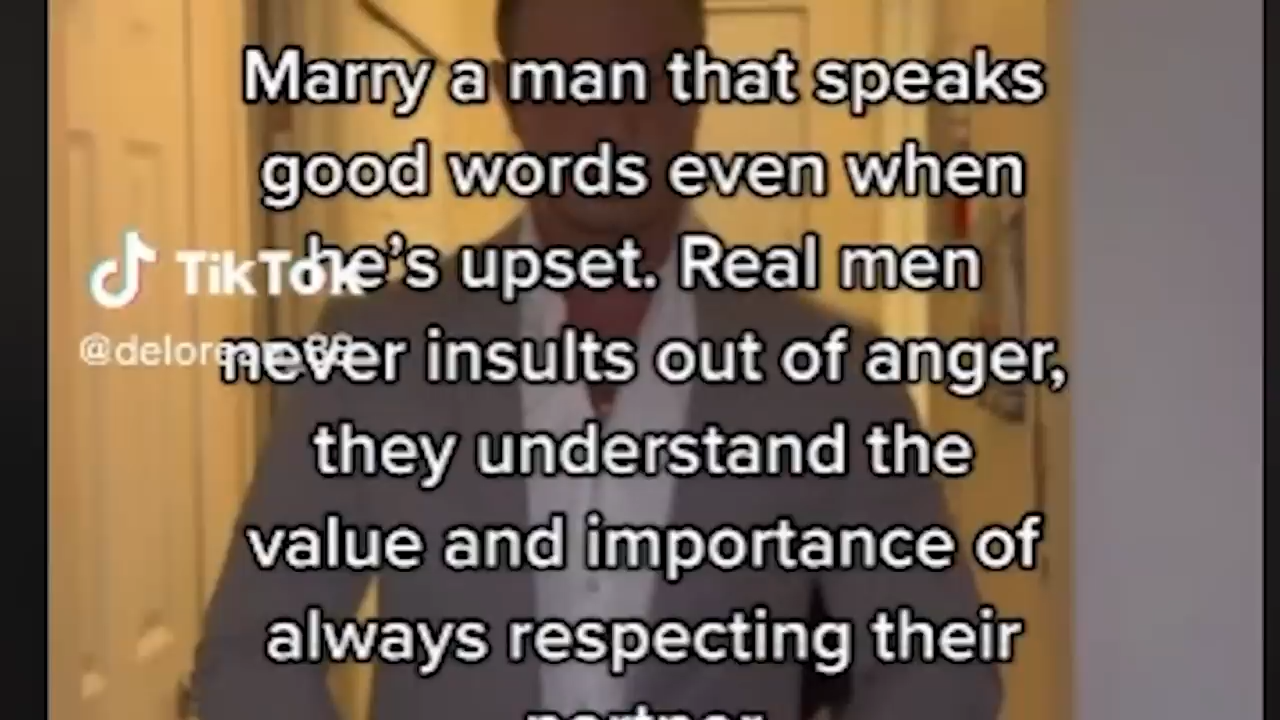 Marry a man that speaks
good words even when
he's upset. Real men
never insults out of anger,
they understand the
value and importance of
always respecting their
partner
TikTok